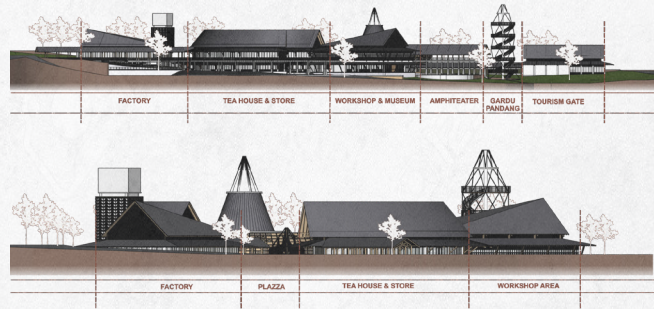 FACTORY
TEA HOUSE & STORE
WORKSHOP & MUSEUM
AMPHITEATER
GARDU
PANDANG
TOURISM GATE
FACTORY
PLAZZA
TEA HOUSE & STORE
WORKSHOP AREA